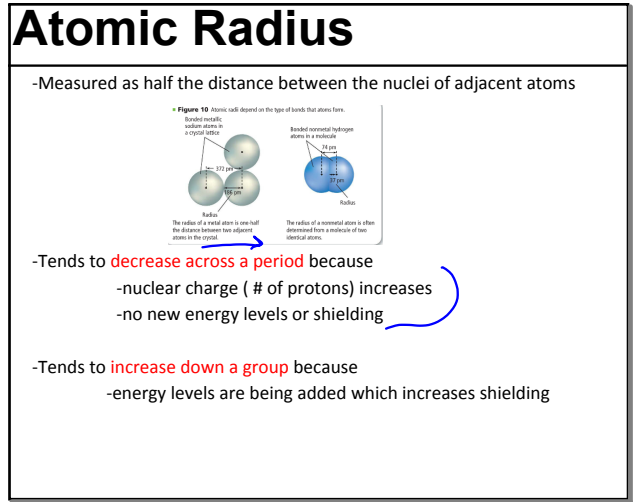 Atomic Radius
-Measured as half the distance between the nuclei of adjacent atoms
• Figure 10 Atomic radii depend on the type of bonds that atoms form.
Bonded metallic
sodium atoms in
a crystal lattice
372 pm
186 pm
Radius
The radius of a metal atom is one-half
the distance between two adjacent
atoms in the crystal.
Bonded nonmetal hydrogen
atoms in a molecule
74 pm
37 pm
Radius
The radius of a nonmetal atom is often
determined from a molecule of two
identical atoms.
-Tends to decrease across a period because
-nuclear charge ( # of protons) increases
-no new energy levels or shielding
-Tends to increase down a group because
-energy levels are being added which increases shielding